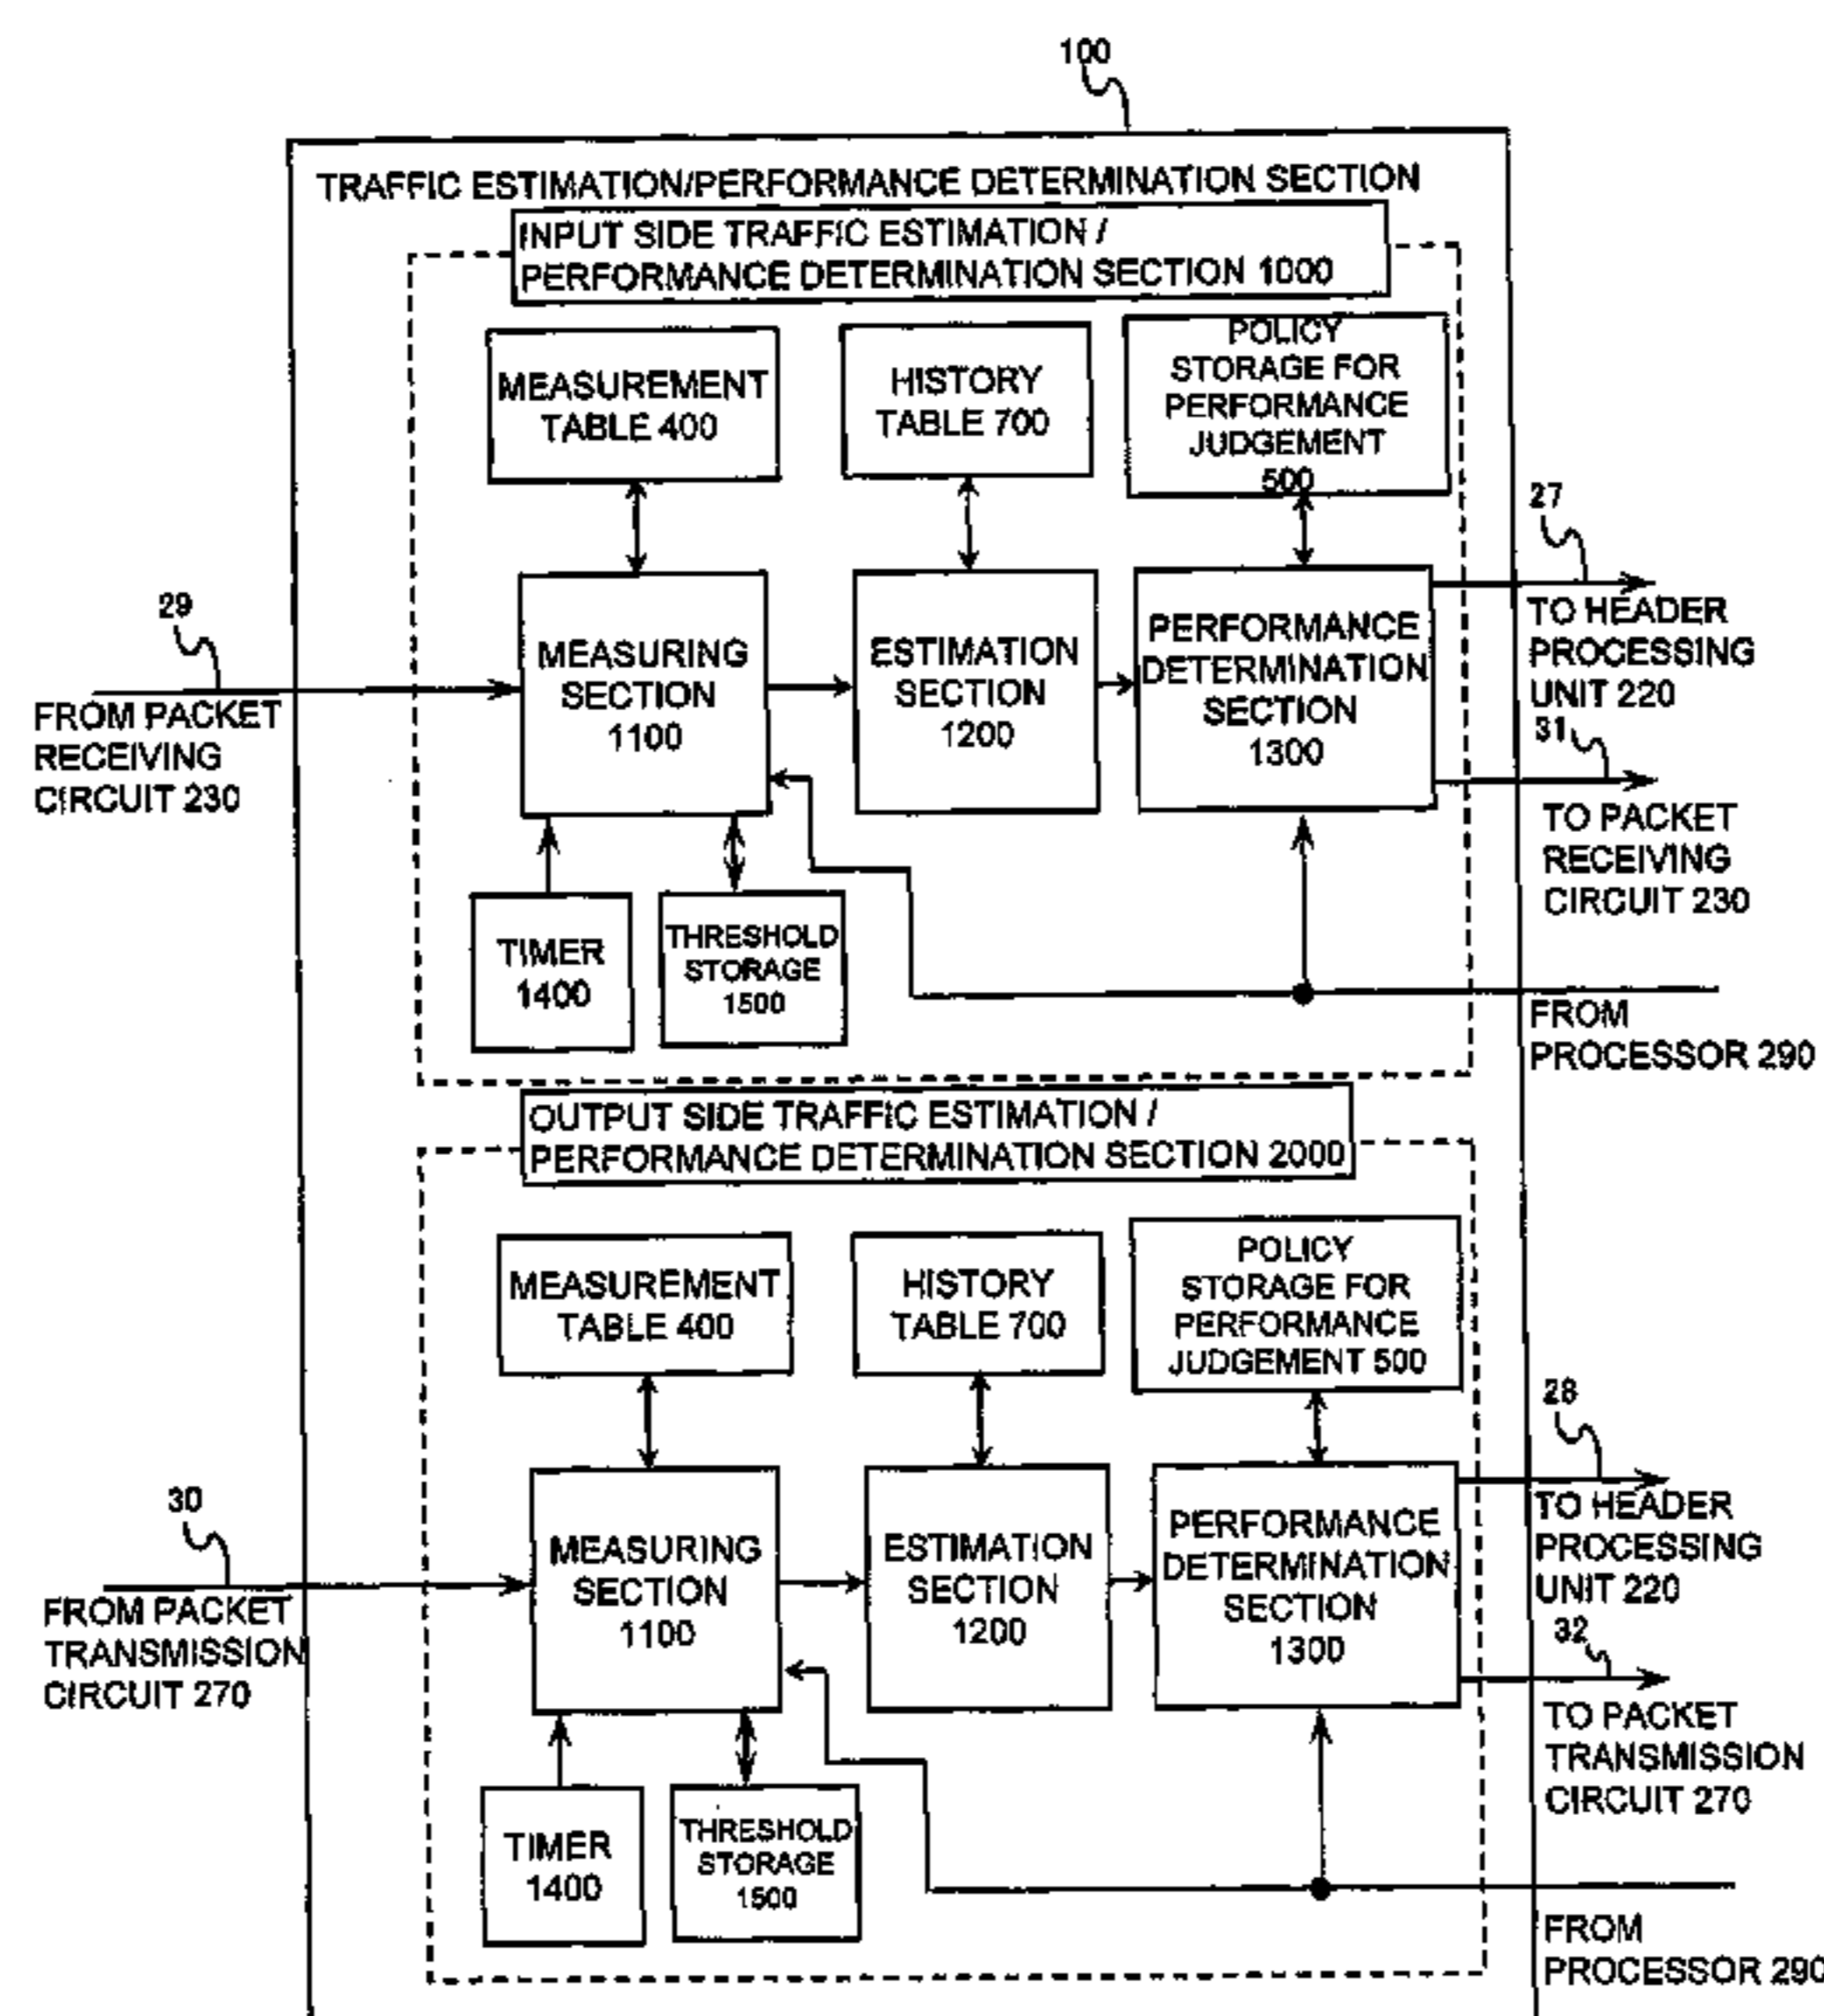 100
TRAFFIC ESTIMATION/PERFORMANCE DETERMINATION SECTION
INPUT SIDE TRAFFIC ESTIMATION /
PERFORMANCE DETERMINATION SECTION 1000
MEASUREMENT
TABLE 400
HISTORY
TABLE 700
POLICY
STORAGE FOR
PERFORMANCE
JUDGEMENT
500
27
TO HEADER
PROCESSING
UNIT 220
29
FROM PACKET
RECEIVING
CIRCUIT 230
MEASURING
SECTION
1100
ESTIMATION
SECTION
1200
PERFORMANCE
DETERMINATION
SECTION
1300
31
TO PACKET
RECEIVING
CIRCUIT 230
TIMER
1400
THRESHOLD
STORAGE
1500
FROM
PROCESSOR 290
OUTPUT SIDE TRAFFIC ESTIMATION /
PERFORMANCE DETERMINATION SECTION 2000
MEASUREMENT
TABLE 400
HISTORY
TABLE 700
POLICY
STORAGE FOR
PERFORMANCE
JUDGEMENT 500
28
TO HEADER
PROCESSING
UNIT 220
30
FROM PACKET
TRANSMISSION
CIRCUIT 270
MEASURING
SECTION
1100
ESTIMATION
SECTION
1200
PERFORMANCE
DETERMINATION
SECTION
1300
32
TO PACKET
TRANSMISSION
CIRCUIT 270
TIMER
1400
THRESHOLD
STORAGE
1500
FROM
PROCESSOR 290